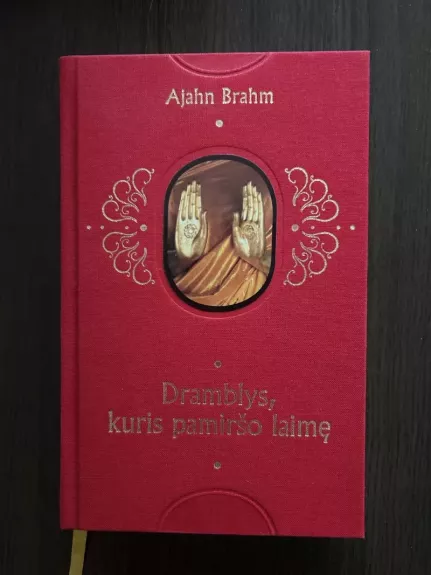 Ajahn Brahm
Dramblys,
kuris pamiršo laimę